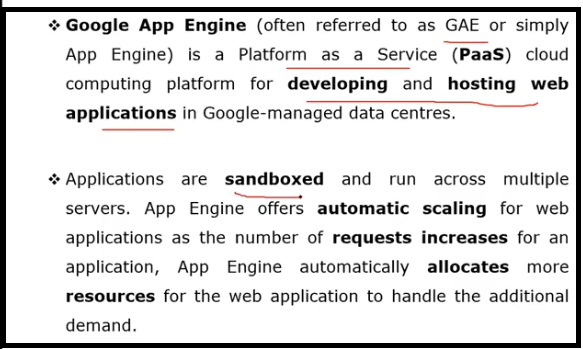 ❖ Google App Engine (often referred to as GAE or simply
App Engine) is a Platform as a Service (PaaS) cloud
computing platform for developing and hosting web
applications in Google-managed data centres.
❖ Applications are sandboxed and run across multiple
servers. App Engine offers automatic scaling for web
applications as the number of requests increases for an
application, App Engine automatically allocates more
resources for the web application to handle the additional
demand.